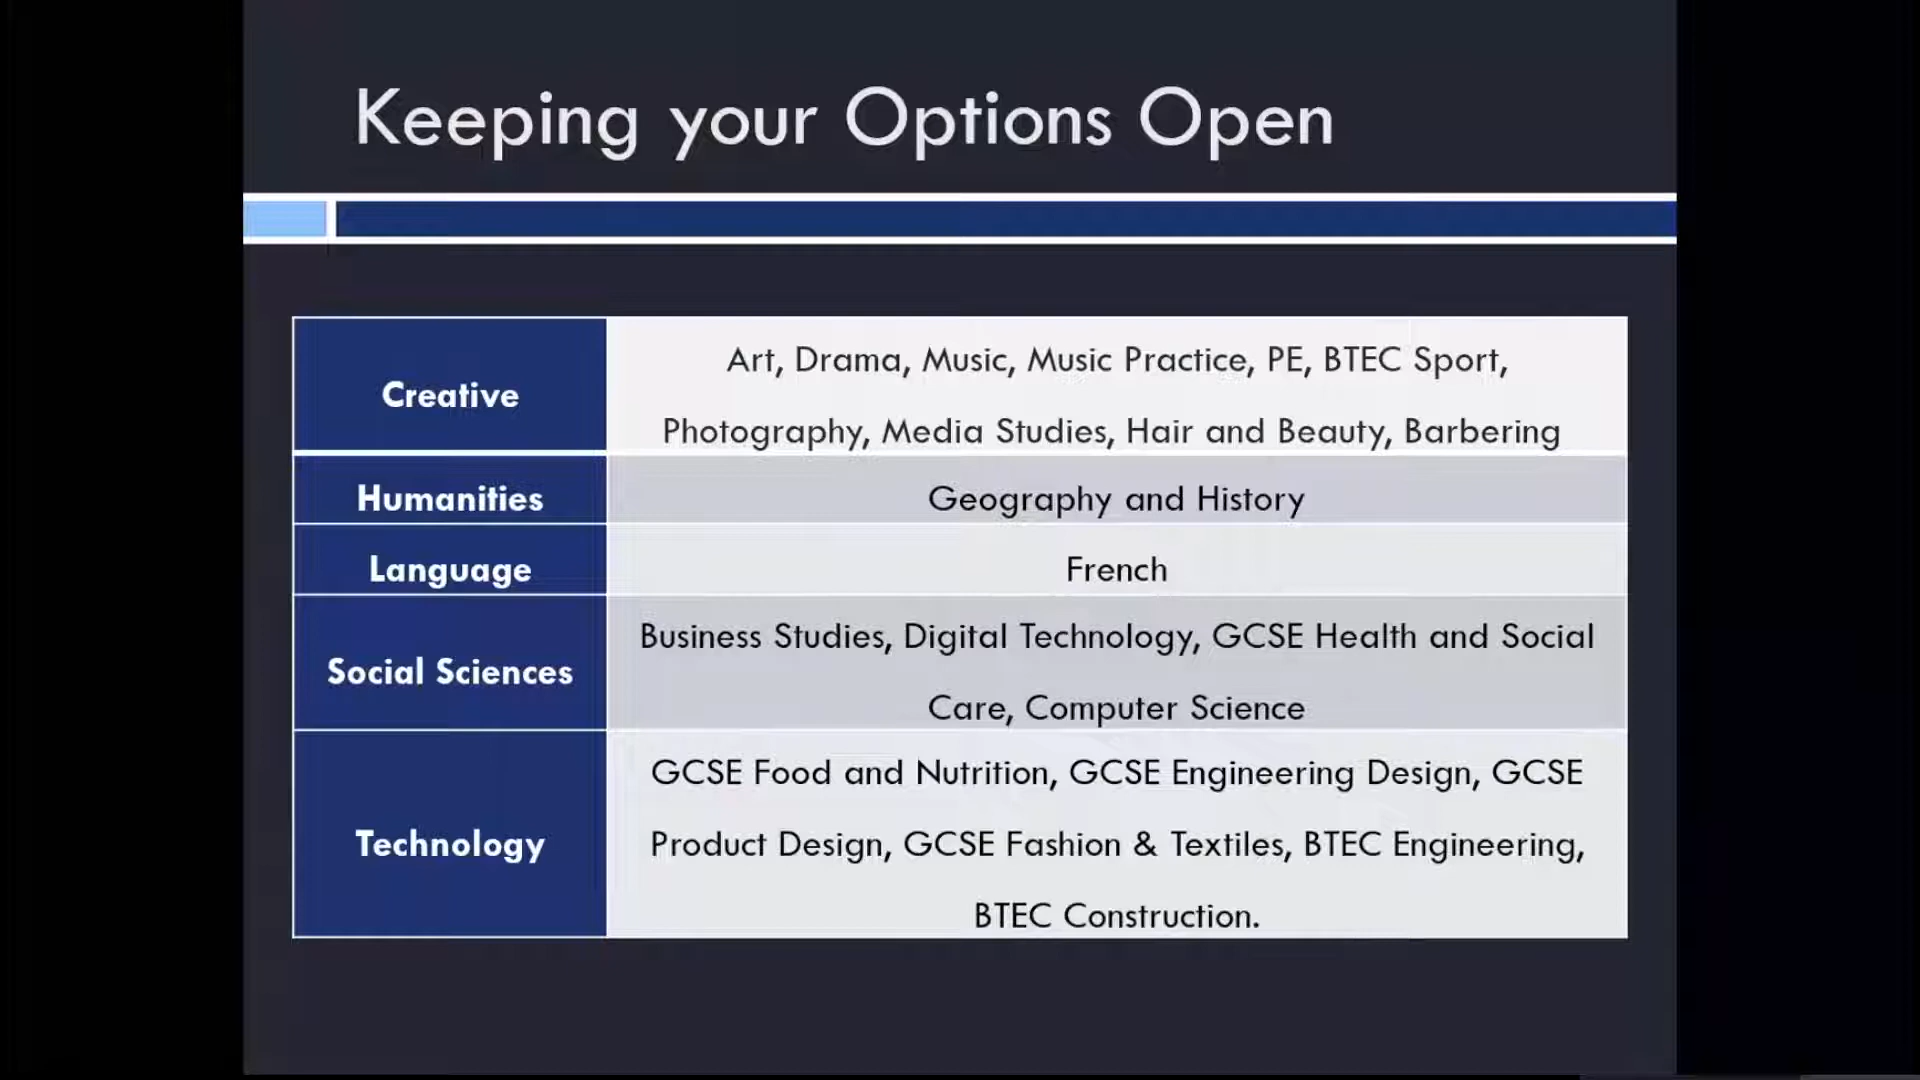 Keeping your Options Open
Creative
Art, Drama, Music, Music Practice, PE, BTEC Sport,
Photography, Media Studies, Hair and Beauty, Barbering
Humanities
Geography and History
Language
French
Social Sciences
Business Studies, Digital Technology, GCSE Health and Social
Care, Computer Science
Technology
GCSE Food and Nutrition, GCSE Engineering Design, GCSE
Product Design, GCSE Fashion & Textiles, BTEC Engineering,
BTEC Construction.